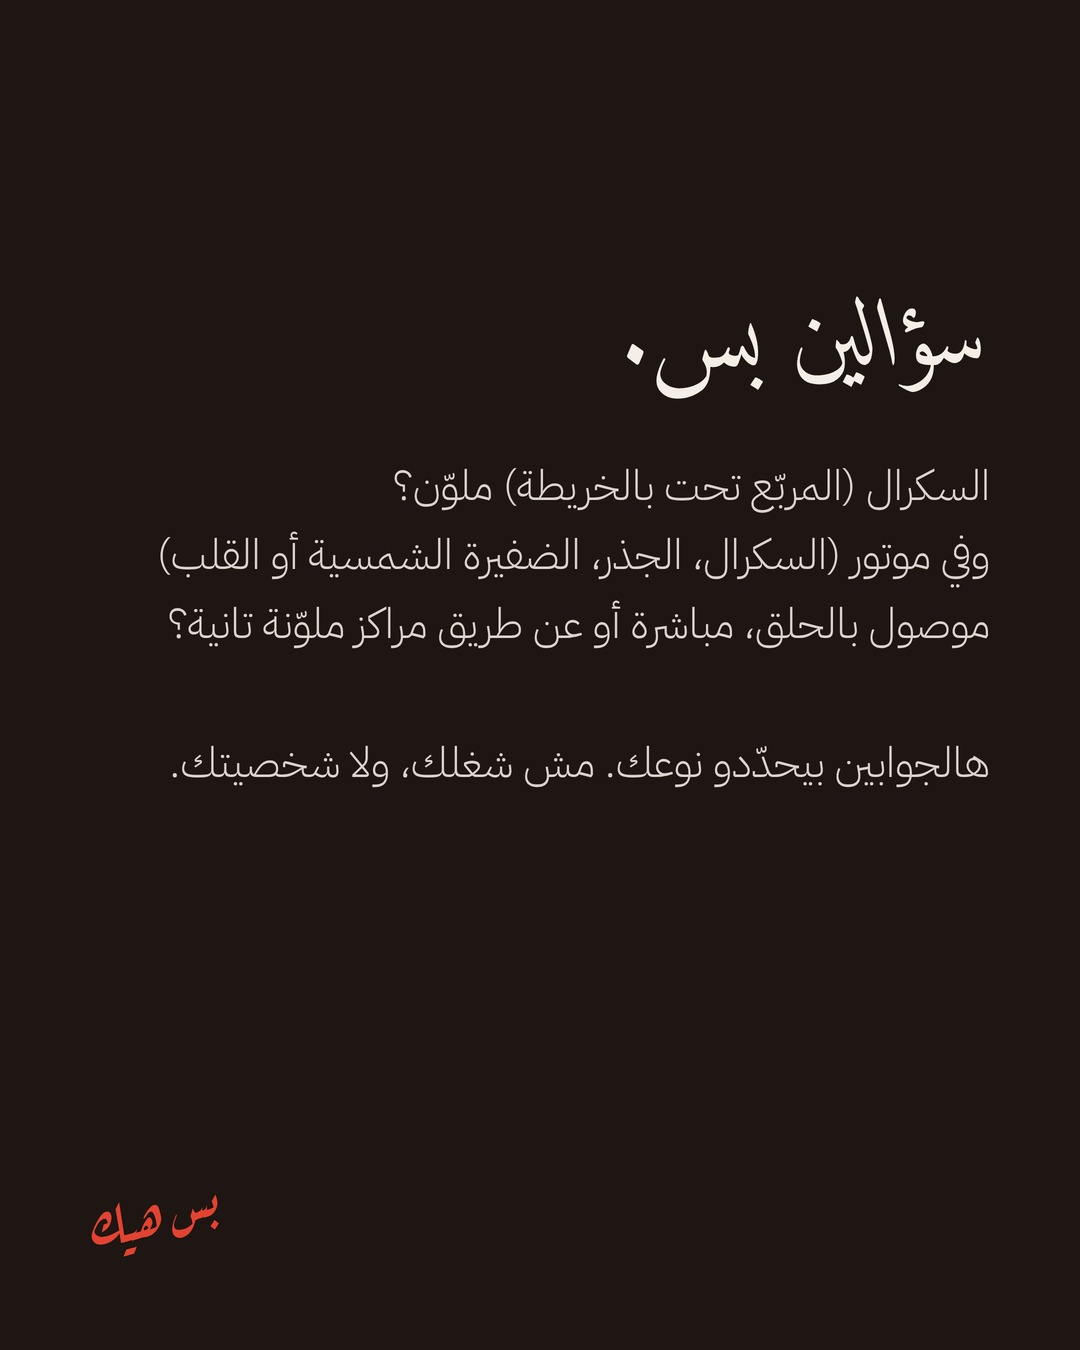 سؤالين بس.
السكرال (المربّع تحت بالخريطة) ملوّن؟
وفي موتور (السكرال، الجذر، الضفيرة الشمسية أو القلب)
موصول بالحلق، مباشرة أو عن طريق مراكز ملوّنة تانية؟
هالجوابين بيحدّدو نوعك. مش شغلك، ولا شخصيتك.
بس هيك